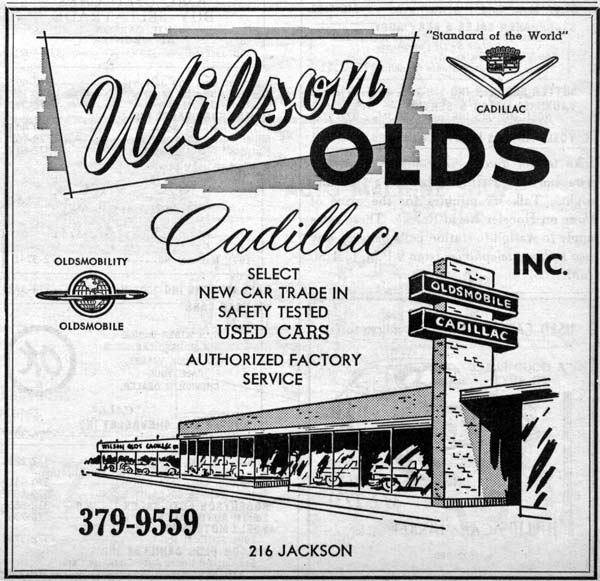 "Standard of the World"
CADILLAC
Wilson
OLDS
Cadillac
INC.
OLDSMOBILITY
OLDSMOBILE
SELECT
NEW CAR TRADE IN
SAFETY TESTED
USED CARS
AUTHORIZED FACTORY
SERVICE
OLDSMOBILE
CADILLAC
WILSON OLDS CADILLAC
379-9559
216 JACKSON